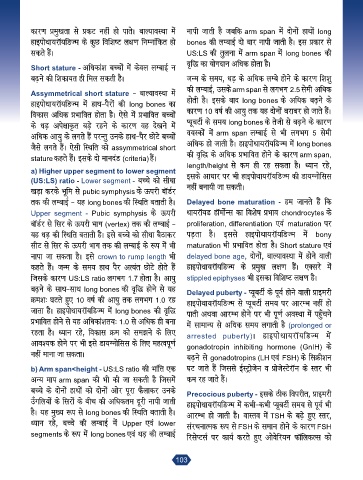 कारण प्रमुखता से प्रकट नहीं हो पाते। बाल्यावस्था में
हाइपोथायरॉयडिज्म के कुछ विशिष्ट लक्षण निम्नांकित हो
सकते हैं।
Short stature - अधिकांश बच्चों में केवल लम्बाई न
बढ़ने की शिकायत ही मिल सकती है।
Assymmetrical short stature - बाल्यावस्था में
हाइपोथायरॉयडिज्म में हाथ-पैरों की long bones का
विकास अधिक प्रभावित होता है। ऐसे में प्रभावित बच्चों
के धड़ अपेक्षाकृत बड़े रहने के कारण वह देखने में
अधिक आयु के लगते हैं परन्तु उनके हाथ-पैर छोटे बच्चों
जैसे लगते हैं। ऐसी स्थिति को assymmetrical short
stature कहते हैं। इसके दो मानदंड (criteria) हैं।
a) Higher upper segment to lower segment
(US:LS) ratio - Lower segment - बच्चे को सीधा
खड़ा करके भूमि से pubic symphysis के ऊपरी बॉर्डर
तक की लम्बाई - यह long bones की स्थिति बताती है।
Upper segment - Pubic symphysis के ऊपरी
बॉर्डर से सिर के ऊपरी भाग (vertex) तक की लम्बाई -
यह धड़ की स्थिति बताती है। इसे बच्चे को सीधा बैठाकर
सीट से सिर के ऊपरी भाग तक की लम्बाई के रूप में भी
नापा जा सकता है। इसे crown to rump length भी
कहते हैं। जन्म के समय हाथ पैर अत्यंत छोटे होते हैं
जिसके कारण US:LS ratio लगभग 1.7 होता है। आयु
बढ़ने के साथ-साथ long bones की वृद्धि होने से यह
क्रमशः घटते हुए 10 वर्ष की आयु तक लगभग 1.0 रह
जाता है। हाइपोथायरॉयडिज्म में long bones की वृद्धि
प्रभावित होने से यह अधिकांशतयः 1.0 से अधिक ही बना
रहता है। ध्यान रहे, विकास क्रम को समझने के लिए
आवश्यक होने पर भी इसे डायग्नोसिस के लिए महत्वपूर्ण
नहीं माना जा सकता।
b) Arm span<height - US:LS ratio की भाँति एक
अन्य माप arm span की भी की जा सकती है जिसमें
बच्चे के दोनों हाथों को दोनों ओर पूरा फैलाकर उनके
उँगलियों के सिरों के बीच की अधिकतम दूरी नापी जाती
है। यह मुख्य रूप से long bones की स्थिति बताती है।
ध्यान रहे, बच्चे की लम्बाई में Upper एवं lower
segments के रूप में long bones एवं धड़ की लम्बाई
नापी जाती है जबकि arm span में दोनों हाथों long
bones की लम्बाई दो बार नापी जाती है। इस प्रकार से
US:LS की तुलना में arm span में long bones की
वृद्धि का योगदान अधिक होता है।
जन्म के समय, धड़ के अधिक लम्बे होने के कारण शिशु
की लम्बाई, उसके arm span से लगभग 2.5 सेमी अधिक
होती है। इसके बाद long bones के अधिक बढ़ने के
कारण 10 वर्ष की आयु तक यह दोनों बराबर हो जाते हैं।
प्यूबर्टी के समय long bones के तेजी से बढ़ने के कारण
वयस्कों में arm span लम्बाई से भी लगभग 5 सेमी
अधिक हो जाती है। हाइपोथायरॉयडिज्म में long bones
की वृद्धि के अधिक प्रभावित होने के कारण arm span,
length/height से कम ही रह सकता है। ध्यान रहे,
इसके आधार पर भी हाइपोथायरॉयडिज्म की डायग्नोसिस
नहीं बनायी जा सकती।
Delayed bone maturation - हम जानते हैं कि
थायरॉयड हॉर्मोन्स का विशेष प्रभाव chondrocytes के
proliferation, differentiation एवं maturation पर
पड़ता है। इससे हाइपोथायरॉयडिज्म में bony
maturation भी प्रभावित होता है। Short stature एवं
delayed bone age, दोनों, बाल्यावस्था में होने वाली
हाइपोथायरॉयडिज्म के प्रमुख लक्षण हैं। एक्सरे में
stippled epiphyses भी इसका विशिष्ट लक्षण है।
Delayed puberty - प्यूबर्टी के पूर्व होने वाली प्राइमरी
हाइपोथायरॉयडिज्म से प्यूबर्टी समय पर आरम्भ नहीं हो
पाती अथवा आरम्भ होने पर भी पूर्ण अवस्था में पहुँचने
में सामान्य से अधिक समय लगाती है (prolonged or
arrested puberty)। हाइपोथायरॉयडिज्म में
gonadotropin inhibiting hormone (GnIH) के
बढ़ने से gonadotropins (LH एवं FSH) के सिक्रीशन
घट जाते हैं जिससे ईस्ट्रोजेन व प्रोजेस्टेरोन के स्तर भी
कम रह जाते हैं।
Precocious puberty - इसके ठीक विपरीत, प्राइमरी
हाइपोथायरॉयडिज्म में कभी-कभी प्यूबर्टी समय से पूर्व भी
आरम्भ हो जाती है। वास्तव में TSH के बढ़े हुए स्तर,
संरचनात्मक रूप से FSH के समान होने के कारण FSH
रिसेप्टर्स पर कार्य करते हुए ओवेरियन फॉलिकल्स को
103